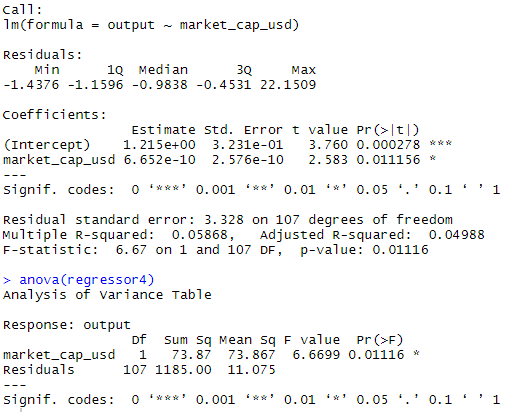 Call:
lm(formula = output ~ market_cap_usd)
Residuals:
    Min      1Q  Median      3Q     Max
-1.4376 -1.1596 -0.9838 -0.4531 22.1509
Coefficients:
                Estimate Std. Error t value Pr(>|t|)
(Intercept)    1.215e+00  3.231e-01   3.760 0.000278 ***
market_cap_usd 6.652e-10  2.576e-10   2.583 0.011156 *
---
Signif. codes:  0 ‘***’ 0.001 ‘**’ 0.01 ‘*’ 0.05 ‘.’ 0.1 ‘ ’ 1
Residual standard error: 3.328 on 107 degrees of freedom
Multiple R-squared:  0.05868,   Adjusted R-squared:  0.04988
F-statistic:  6.67 on 1 and 107 DF,  p-value: 0.01116
> anova(regressor4)
Analysis of Variance Table
Response: output
                Df  Sum Sq Mean Sq F value  Pr(>F)
market_cap_usd   1   73.87  73.867  6.6699 0.01116 *
Residuals      107 1185.00  11.075
---
Signif. codes:  0 ‘***’ 0.001 ‘**’ 0.01 ‘*’ 0.05 ‘.’ 0.1 ‘ ’ 1